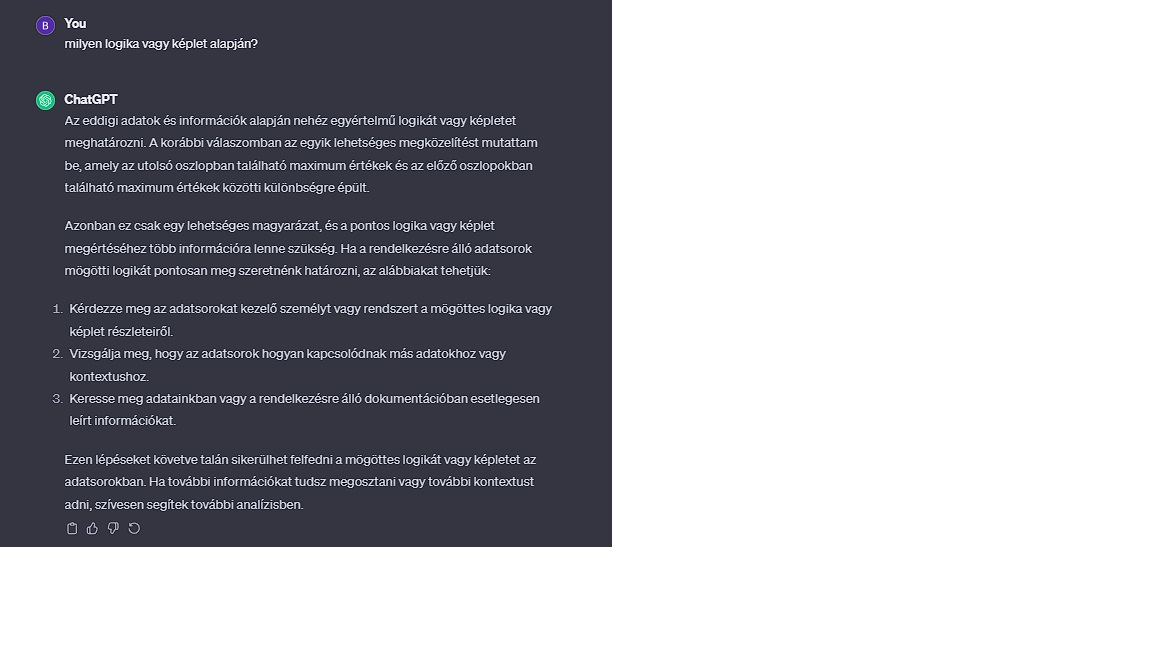 B
You
milyen logika vagy képlet alapján?
ChatGPT
Az eddigi adatok és információk alapján nehéz egyértelmű logikát vagy képletet
meghatározni. A korábbi válaszomban az egyik lehetséges megközelítést mutattam
be, amely az utolsó oszlopban található maximum értékek és az előző oszlopokban
található maximum értékek közötti különbségre épült.
Azonban ez csak egy lehetséges magyarázat, és a pontos logika vagy képlet
megértéséhez több információra lenne szükség. Ha a rendelkezésre álló adatsorok
mögötti logikát pontosan meg szeretnénk határozni, az alábbiakat tehetjük:
1. Kérdezze meg az adatsorokat kezelő személyt vagy rendszert a mögöttes logika vagy
képlet részleteiről.
2. Vizsgálja meg, hogy az adatsorok hogyan kapcsolódnak más adatokhoz vagy
kontextushoz.
3. Keresse meg adatainkban vagy a rendelkezésre álló dokumentációban esetlegesen
leírt információkat.
Ezen lépéseket követve talán sikerülhet felfedni a mögöttes logikát vagy képletet az
adatsorokban. Ha további információkat tudsz megosztani vagy további kontextust
adni, szívesen segítek további analízisben.